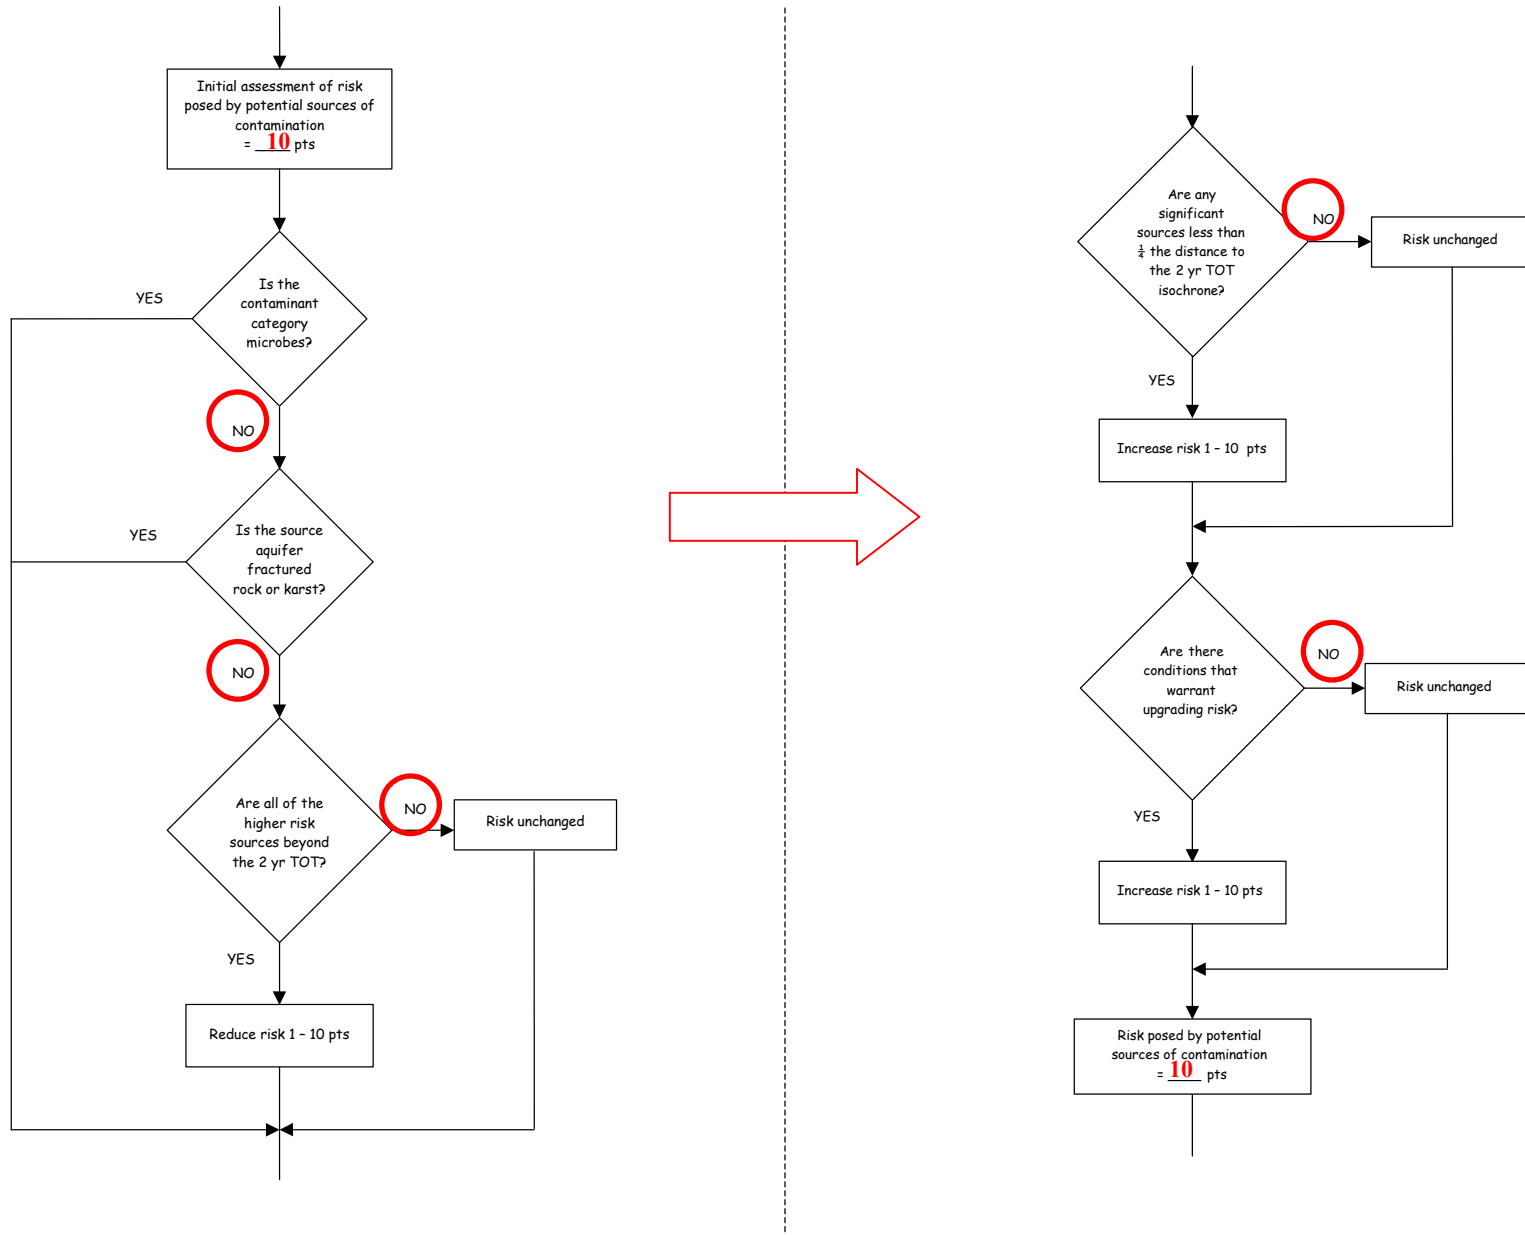 Initial assessment of risk
posed by potential sources of
contamination
= 10 pts
Is the
contaminant
category
microbes?
YES
NO
Is the source
aquifer
fractured
rock or karst?
YES
NO
Are all of the
higher risk
sources beyond
the 2 yr TOT?
NO
Risk unchanged
YES
Reduce risk 1 – 10 pts
Are any
significant
sources less than
¼ the distance to
the 2 yr TOT
isochrone?
NO
Risk unchanged
YES
Increase risk 1 – 10 pts
Are there
conditions that
warrant
upgrading risk?
NO
Risk unchanged
YES
Increase risk 1 – 10 pts
Risk posed by potential
sources of contamination
= 10 pts